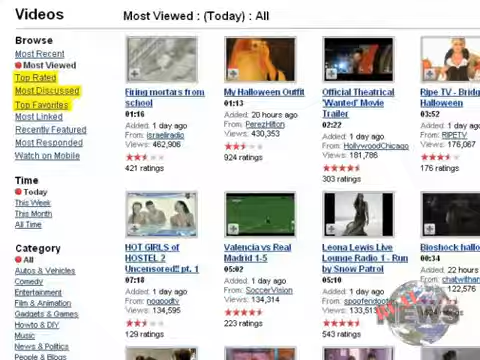 Videos
Most Viewed : (Today) : All
Browse
Most Recent
Most Viewed
Top Rated
Most Discussed
Top Favorites
Most Linked
Recently Featured
Most Responded
Watch on Mobile
Time
Today
This Week
This Month
All Time
Category
All
Autos & Vehicles
Comedy
Entertainment
Film & Animation
Gadgets & Games
Howto & DIY
Music
News & Politics
People & Blogs
Firing mortars from
school
01:16
Added: 1 day ago
From: israeliradio
Views: 462,906
421 ratings
My Halloween Outfit
01:13
Added: 20 hours ago
From: PerezHilton
Views: 430,353
924 ratings
Official Theatrical
'Wanted' Movie
Trailer
02:22
Added: 1 day ago
From: HollywoodChicago
Views: 181,786
303 ratings
Ripe TV - Bridg
Halloween
03:52
Added: 1 day ago
From: RIPETV
Views: 176,067
176 ratings
HOT GIRLS of
HOSTEL 2
Uncensored!! pt. 1
07:18
Added: 1 day ago
From: nogoodtv
Views: 134,595
129 ratings
Valencia vs Real
Madrid 1-5
05:02
Added: 1 day ago
From: SoccerVision
Views: 134,314
223 ratings
Leona Lewis Live
Lounge Radio 1 - Run
by Snow Patrol
05:10
Added: 1 day ago
From: spoofendoofe
Views: 133,513
543 ratings
Bioshock hallo
00:34
Added: 22 hours
From: chatwithan
122,576
ratings
NEWS